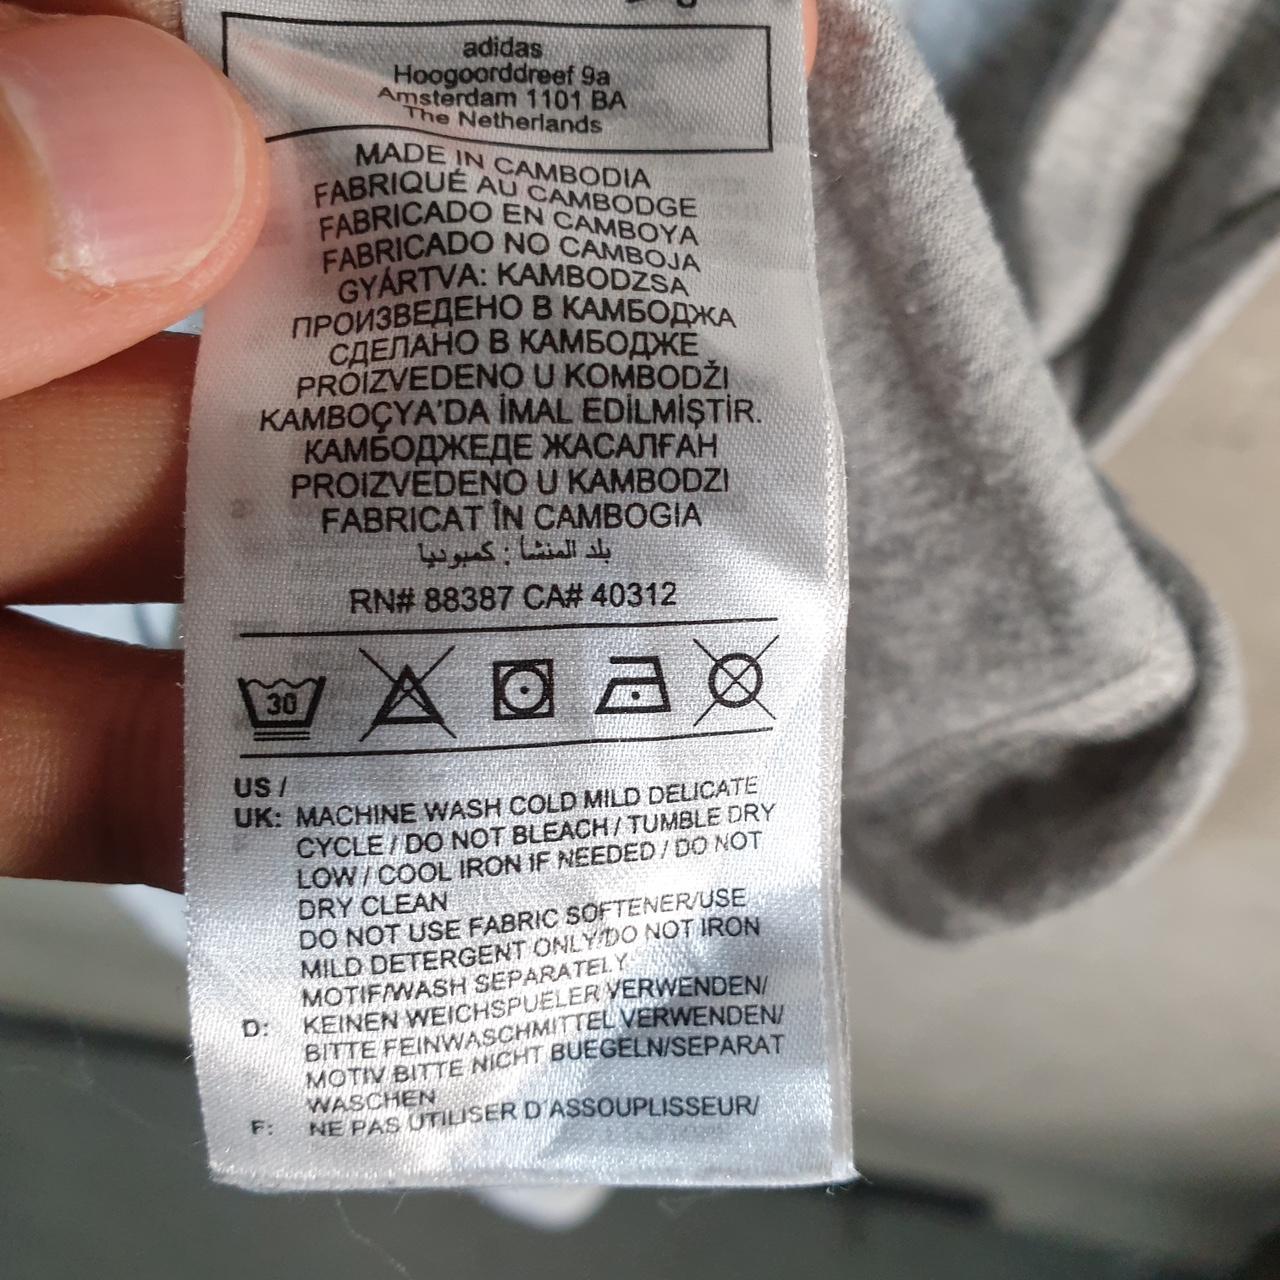 adidas
Hoogoorddreef 9a
Amsterdam 1101 BA
The Netherlands
MADE IN CAMBODIA
FABRIQUÉ AU CAMBODGE
FABRICADO EN CAMBOYA
FABRICADO NO CAMBOJA
GYÁRTVA: KAMBODZSA
ПРОИЗВЕДЕНО В КАМБОДЖА
СДЕЛАНО В КАМБОДЖЕ
PROIZVEDENO U KOMBODŽI
KAMBOÇYA'DA İMAL EDİLMİŞTİR.
КАМБОДЖЕДЕ ЖАСАЛҒАН
PROIZVEDENO U KAMBODZI
FABRICAT ÎN CAMBOGIA
بلد المنشأ : كمبوديا
RN# 88387 CA# 40312
30
US /
UK: MACHINE WASH COLD MILD DELICATE
CYCLE / DO NOT BLEACH / TUMBLE DRY
LOW / COOL IRON IF NEEDED / DO NOT
DRY CLEAN
DO NOT USE FABRIC SOFTENER/USE
MILD DETERGENT ONLY/DO NOT IRON
MOTIF/WASH SEPARATELY
D: KEINEN WEICHSPUELER VERWENDEN/
BITTE FEINWASCHMITTEL VERWENDEN/
MOTIV BITTE NICHT BUEGELN/SEPARAT
WASCHEN
F: NE PAS UTILISER D'ASSOUPLISSEUR/